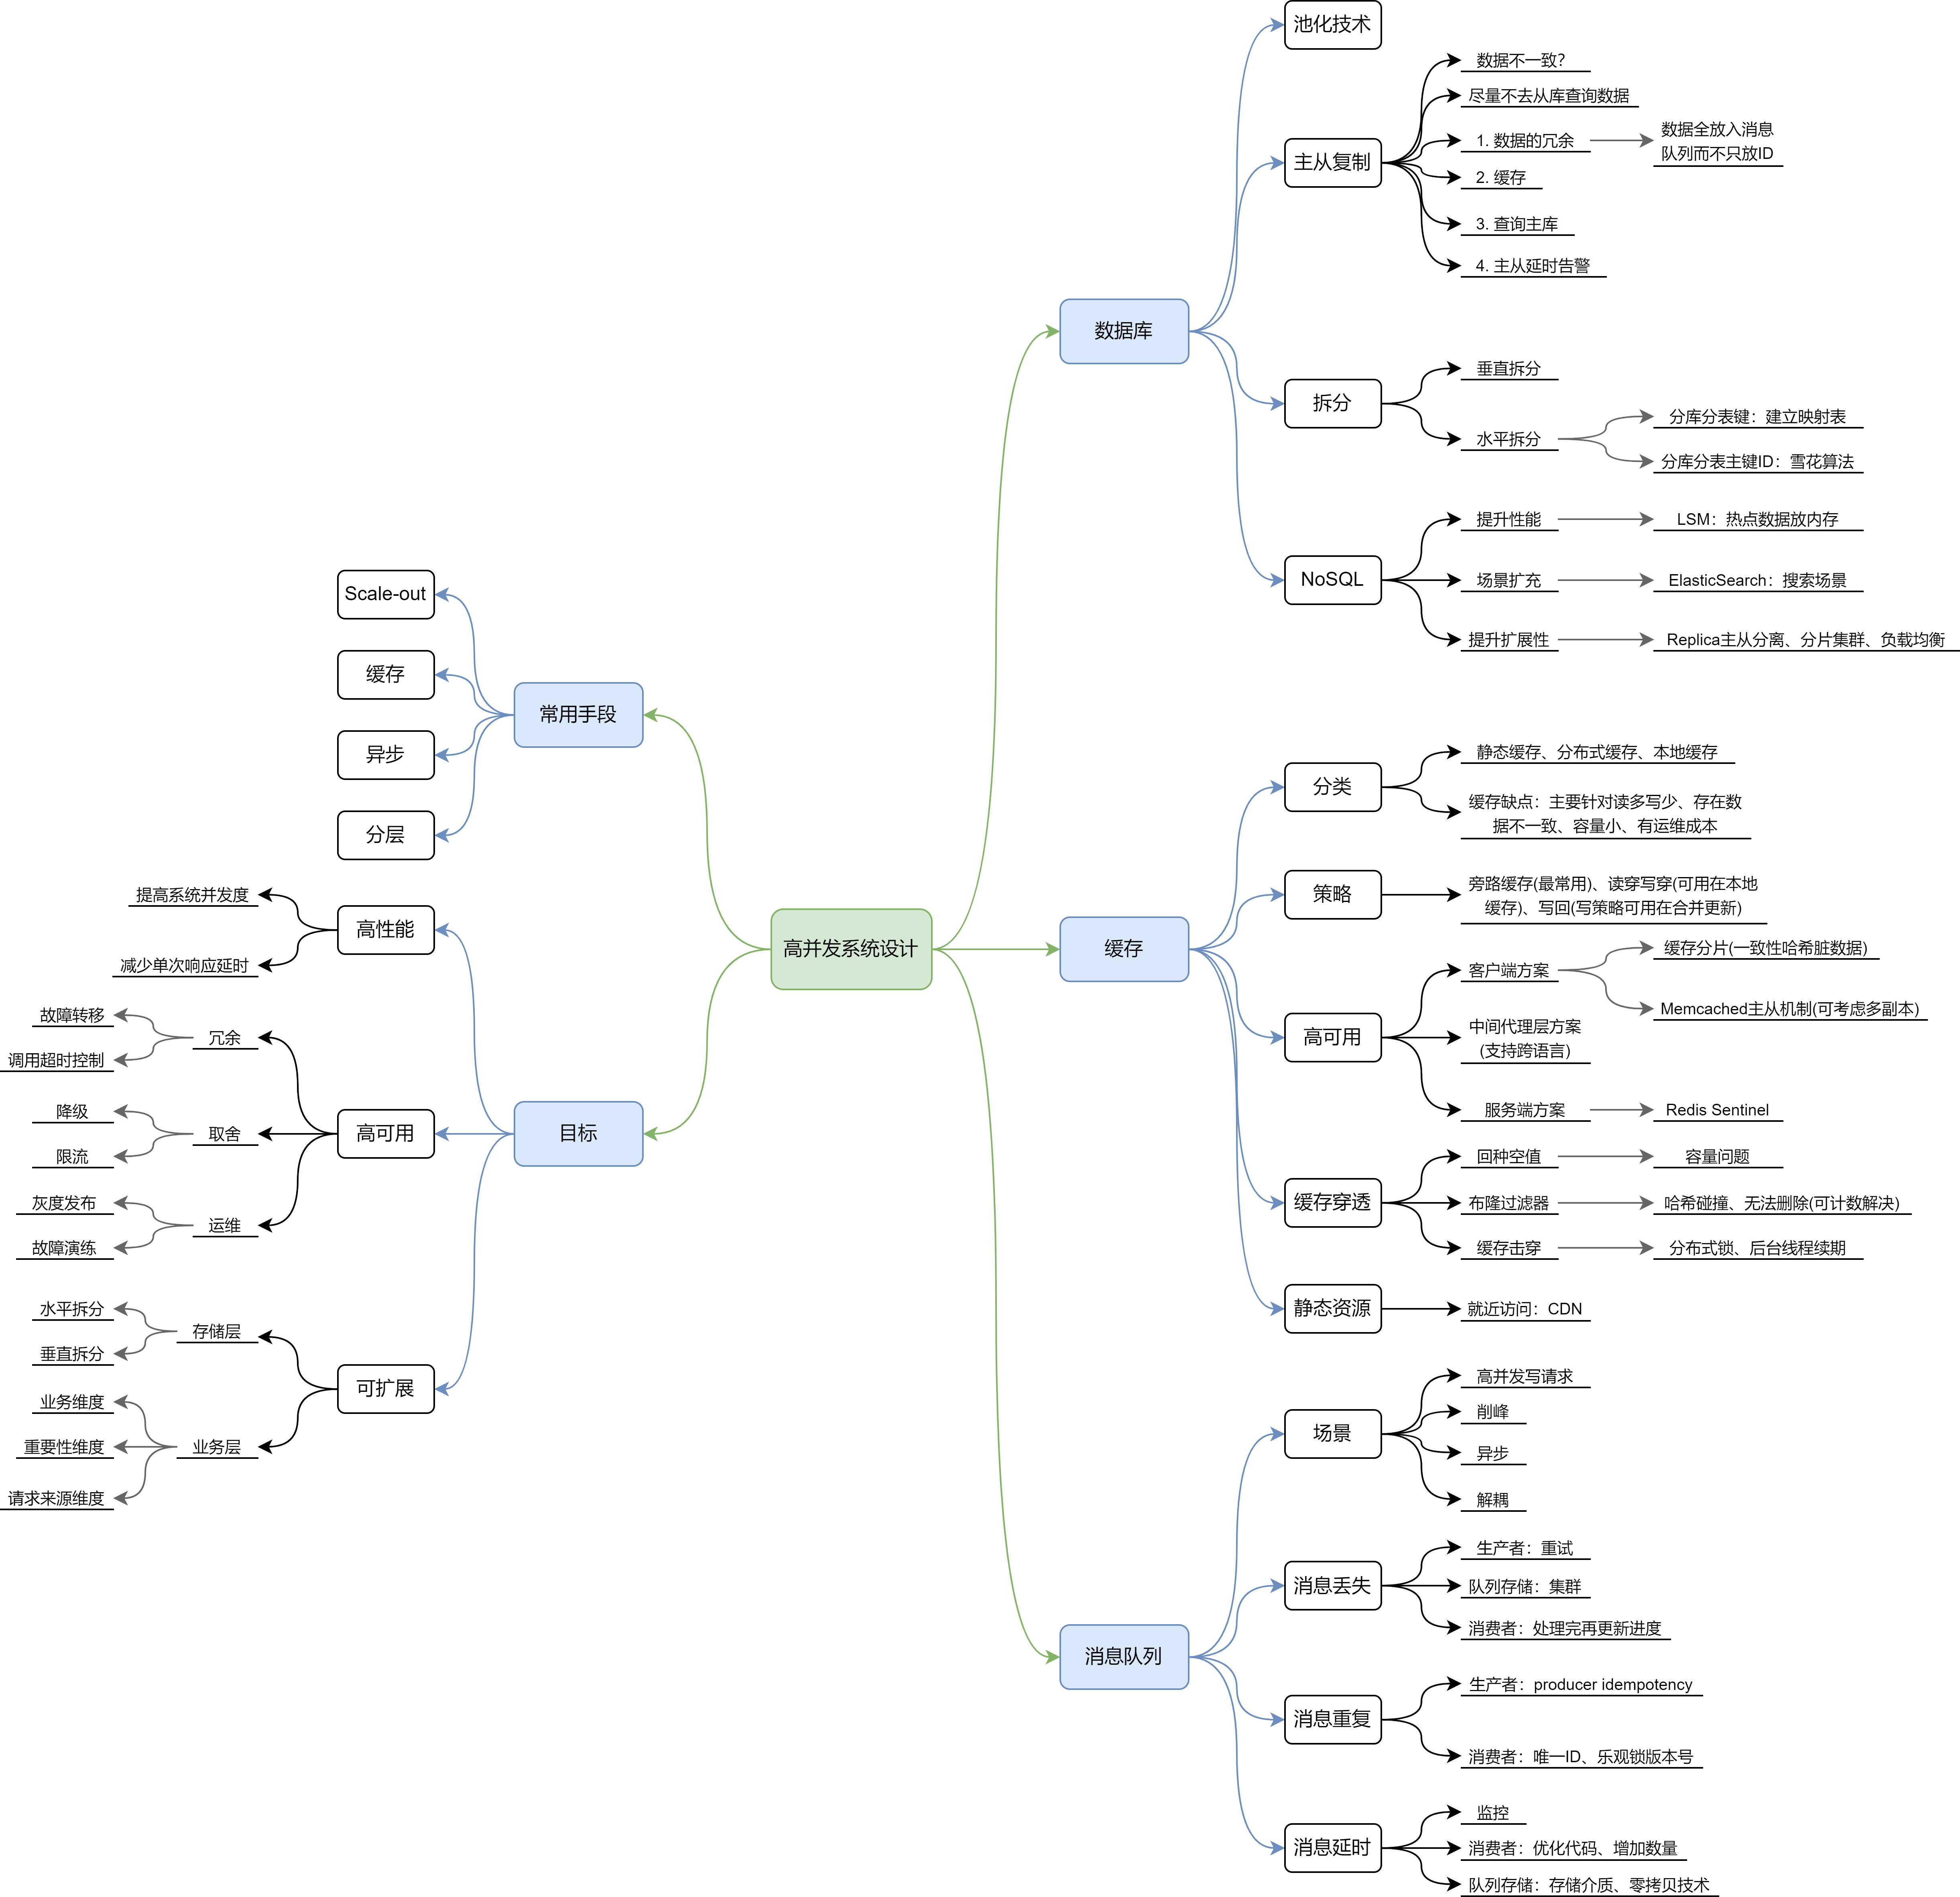 高并发系统设计
常用手段
Scale-out
缓存
异步
分层
目标
高性能
提高系统并发度
减少单次响应延时
高可用
冗余
故障转移
调用超时控制
取舍
降级
限流
运维
灰度发布
故障演练
可扩展
存储层
水平拆分
垂直拆分
业务层
业务维度
重要性维度
请求来源维度
数据库
池化技术
主从复制
数据不一致?
尽量不去从库查询数据
1. 数据的冗余
数据全放入消息
队列而不只放ID
2. 缓存
3. 查询主库
4. 主从延时告警
拆分
垂直拆分
水平拆分
分库分表键：建立映射表
分库分表主键ID：雪花算法
NoSQL
提升性能
LSM：热点数据放内存
场景扩充
ElasticSearch：搜索场景
提升扩展性
Replica主从分离、分片集群、负载均衡
缓存
分类
静态缓存、分布式缓存、本地缓存
缓存缺点：主要针对读多写少、存在数
据不一致、容量小、有运维成本
策略
旁路缓存(最常用)、读穿写穿(可用在本地
缓存)、写回(写策略可用在合并更新)
高可用
客户端方案
缓存分片(一致性哈希脏数据)
Memcached主从机制(可考虑多副本)
中间代理层方案
(支持跨语言)
服务端方案
Redis Sentinel
缓存穿透
回种空值
容量问题
布隆过滤器
哈希碰撞、无法删除(可计数解决)
缓存击穿
分布式锁、后台线程续期
静态资源
就近访问：CDN
消息队列
场景
高并发写请求
削峰
异步
解耦
消息丢失
生产者：重试
队列存储：集群
消费者：处理完再更新进度
消息重复
生产者：producer idempotency
消费者：唯一ID、乐观锁版本号
消息延时
监控
消费者：优化代码、增加数量
队列存储：存储介质、零拷贝技术